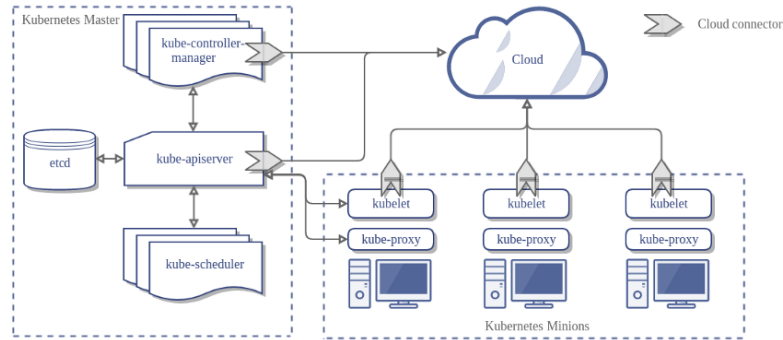 Kubernetes Master
kube-controller-
manager
Cloud connector
Cloud
etcd
kube-apiserver
kube-scheduler
kubelet
kubelet
kubelet
kube-proxy
kube-proxy
kube-proxy
Kubernetes Minions